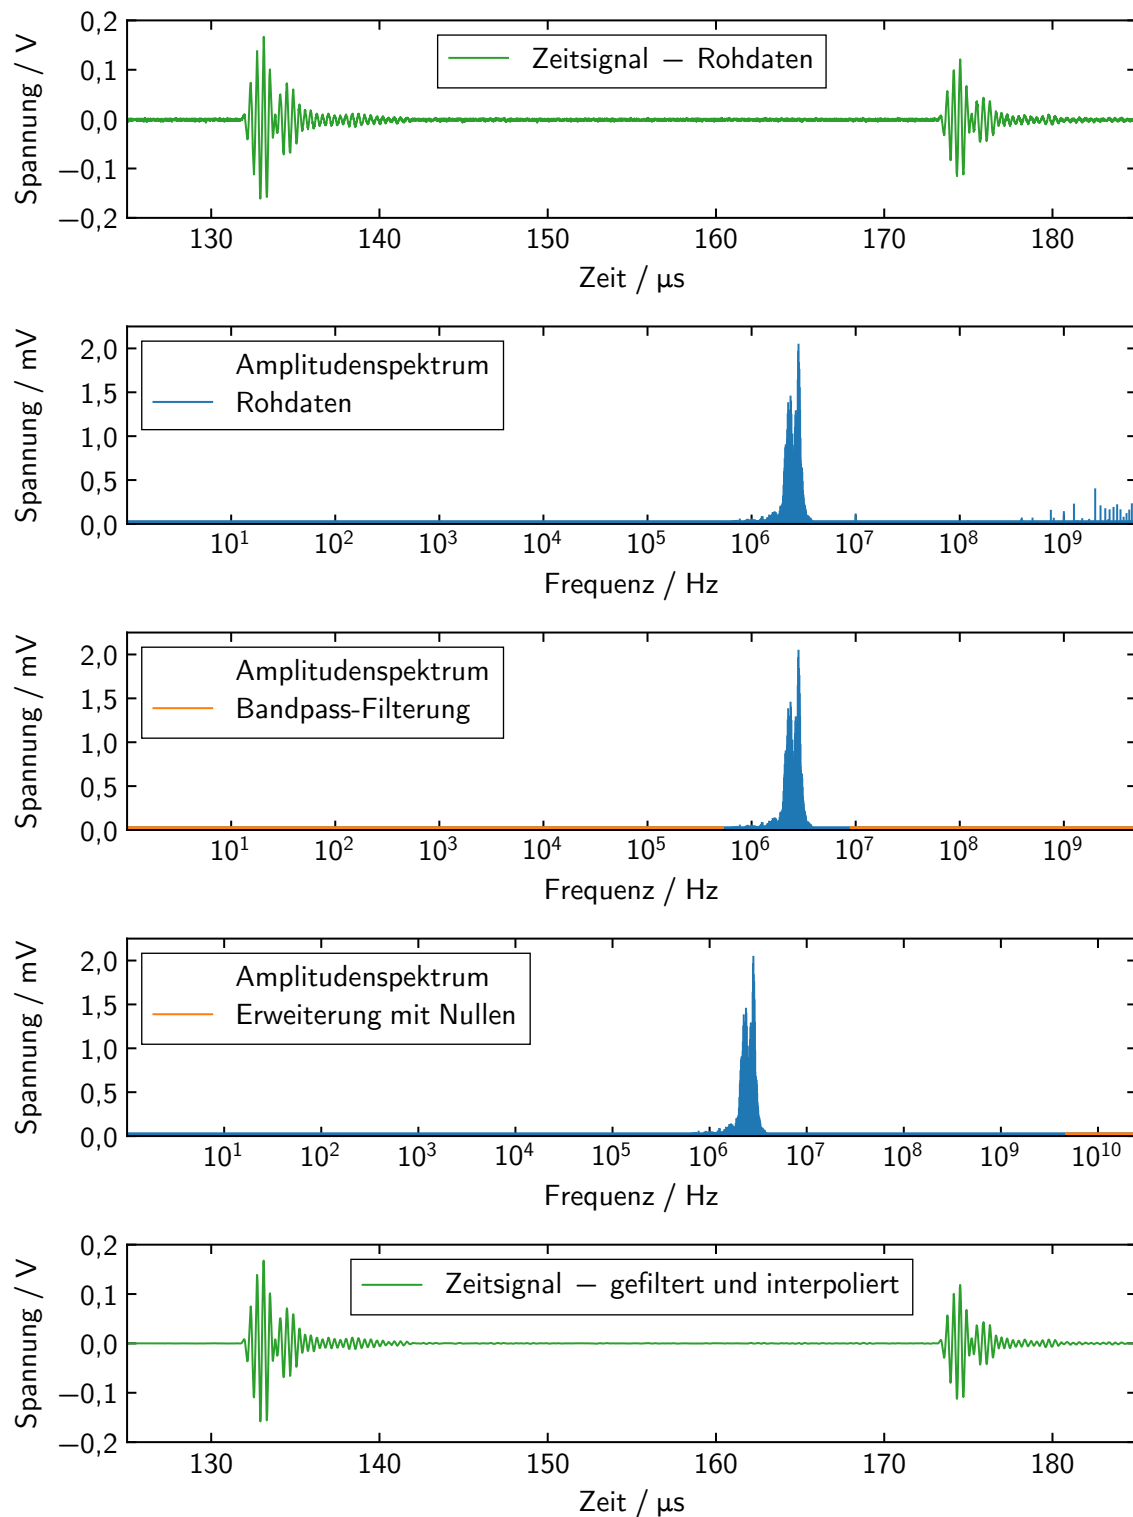 0,2
0,1
0,0
−0,1
−0,2
Spannung / V
Zeitsignal − Rohdaten
130 140 150 160 170 180
Zeit / µs
2,0
1,5
1,0
0,5
0,0
Spannung / mV
Amplitudenspektrum
Rohdaten
10¹ 10² 10³ 10⁴ 10⁵ 10⁶ 10⁷ 10⁸ 10⁹
Frequenz / Hz
2,0
1,5
1,0
0,5
0,0
Spannung / mV
Amplitudenspektrum
Bandpass-Filterung
10¹ 10² 10³ 10⁴ 10⁵ 10⁶ 10⁷ 10⁸ 10⁹
Frequenz / Hz
2,0
1,5
1,0
0,5
0,0
Spannung / mV
Amplitudenspektrum
Erweiterung mit Nullen
10¹ 10² 10³ 10⁴ 10⁵ 10⁶ 10⁷ 10⁸ 10⁹ 10¹⁰
Frequenz / Hz
0,2
0,1
0,0
−0,1
−0,2
Spannung / V
Zeitsignal − gefiltert und interpoliert
130 140 150 160 170 180
Zeit / µs